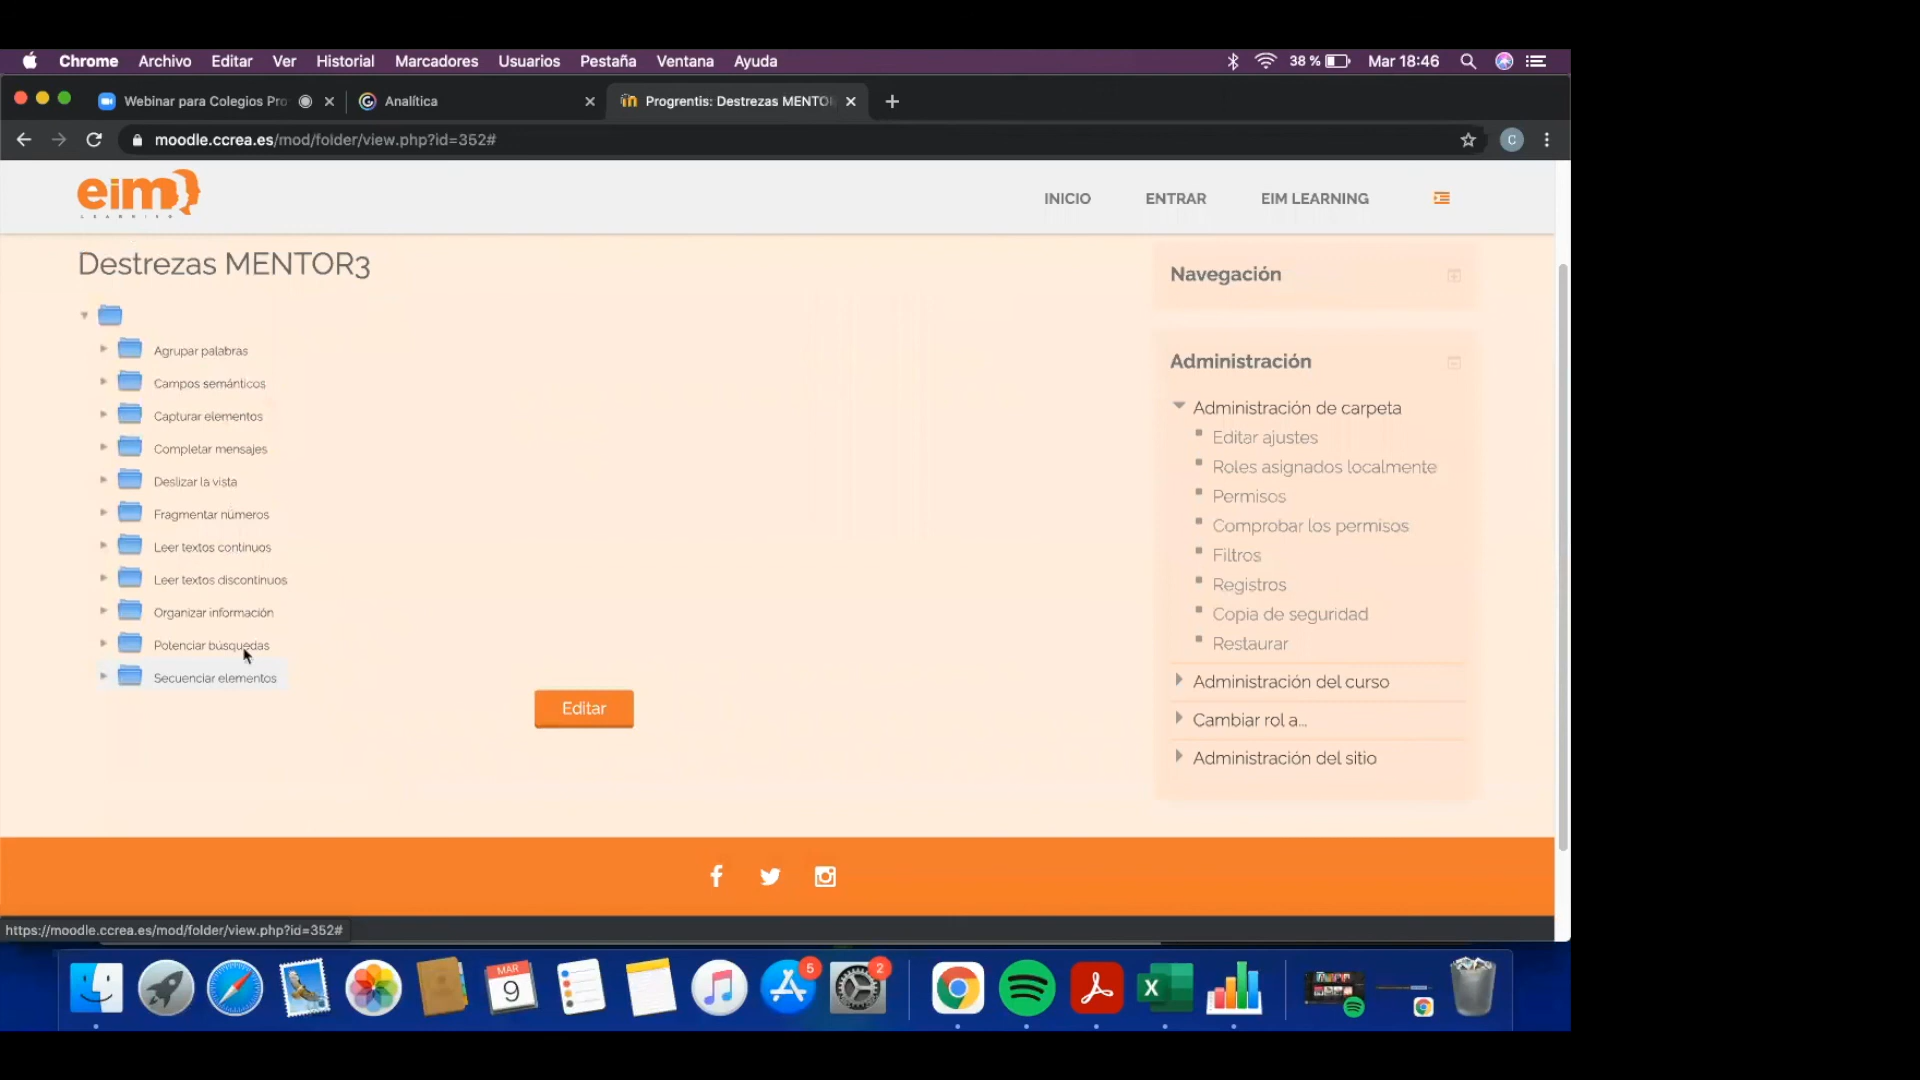 Chrome Archivo Editar Ver Historial Marcadores Usuarios Pestaña Ventana Ayuda 38 % Mar 18:46
Webinar para Colegios Pro Analítica Progrentis: Destrezas MENTO
moodle.ccrea.es/mod/folder/view.php?id=352# C
eim INICIO ENTRAR EIM LEARNING
LEARNING
Destrezas MENTOR3
Agrupar palabras
Campos semánticos
Capturar elementos
Completar mensajes
Deslizar la vista
Fragmentar números
Leer textos continuos
Leer textos discontinuos
Organizar información
Potenciar búsquedas
Secuenciar elementos
Editar
Navegación
Administración
Administración de carpeta
Editar ajustes
Roles asignados localmente
Permisos
Comprobar los permisos
Filtros
Registros
Copia de seguridad
Restaurar
Administración del curso
Cambiar rol a...
Administración del sitio
https://moodle.ccrea.es/mod/folder/view.php?id=352#
MAR
9
5
2
X